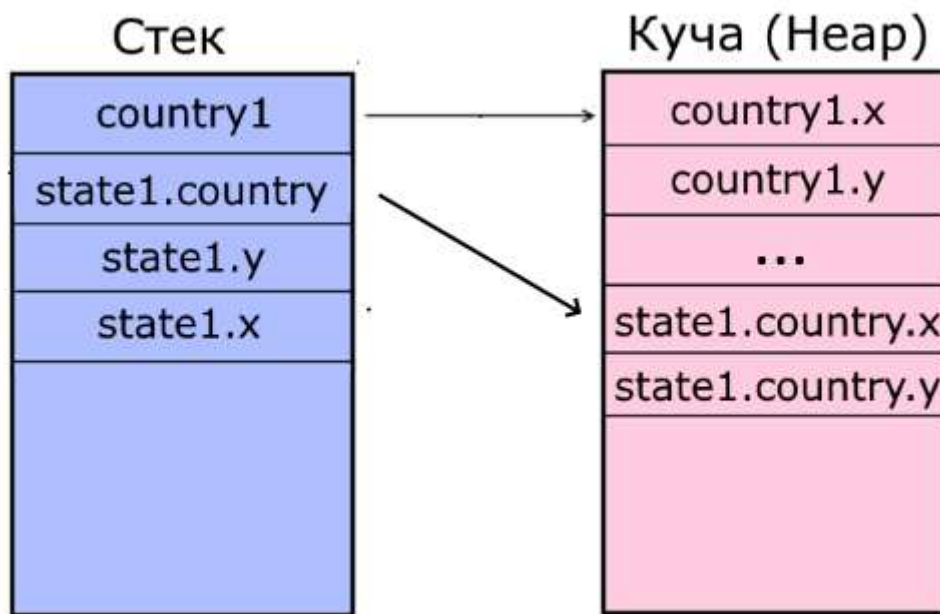 Стек
country1
state1.country
state1.y
state1.x
Куча (Heap)
country1.x
country1.y
...
state1.country.x
state1.country.y